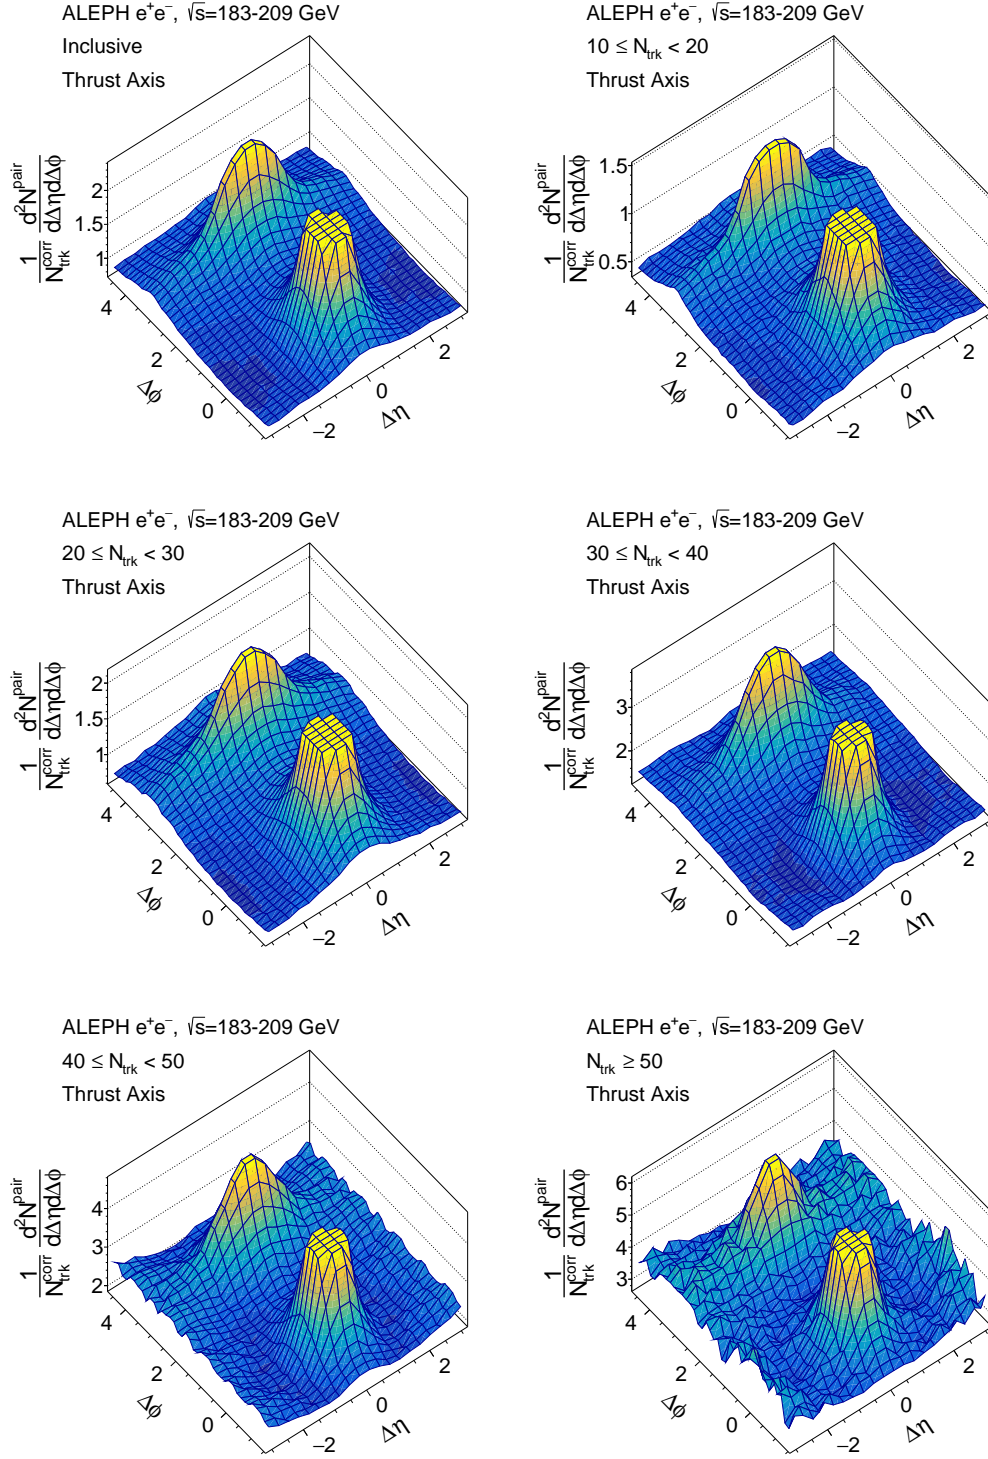 ALEPH e⁺e⁻, √s=183-209 GeV
Inclusive
Thrust Axis
1/N_trk^corr d²N^pair/dΔηdΔϕ
2
1.5
1
4
2
0
Δϕ
−2
0
2
Δη
ALEPH e⁺e⁻, √s=183-209 GeV
10 ≤ N_trk < 20
Thrust Axis
1/N_trk^corr d²N^pair/dΔηdΔϕ
1.5
1
0.5
4
2
0
Δϕ
−2
0
2
Δη
ALEPH e⁺e⁻, √s=183-209 GeV
20 ≤ N_trk < 30
Thrust Axis
1/N_trk^corr d²N^pair/dΔηdΔϕ
2
1.5
1
4
2
0
Δϕ
−2
0
2
Δη
ALEPH e⁺e⁻, √s=183-209 GeV
30 ≤ N_trk < 40
Thrust Axis
1/N_trk^corr d²N^pair/dΔηdΔϕ
3
2
4
2
0
Δϕ
−2
0
2
Δη
ALEPH e⁺e⁻, √s=183-209 GeV
40 ≤ N_trk < 50
Thrust Axis
1/N_trk^corr d²N^pair/dΔηdΔϕ
4
3
2
4
2
0
Δϕ
−2
0
2
Δη
ALEPH e⁺e⁻, √s=183-209 GeV
N_trk ≥ 50
Thrust Axis
1/N_trk^corr d²N^pair/dΔηdΔϕ
6
5
4
3
4
2
0
Δϕ
−2
0
2
Δη